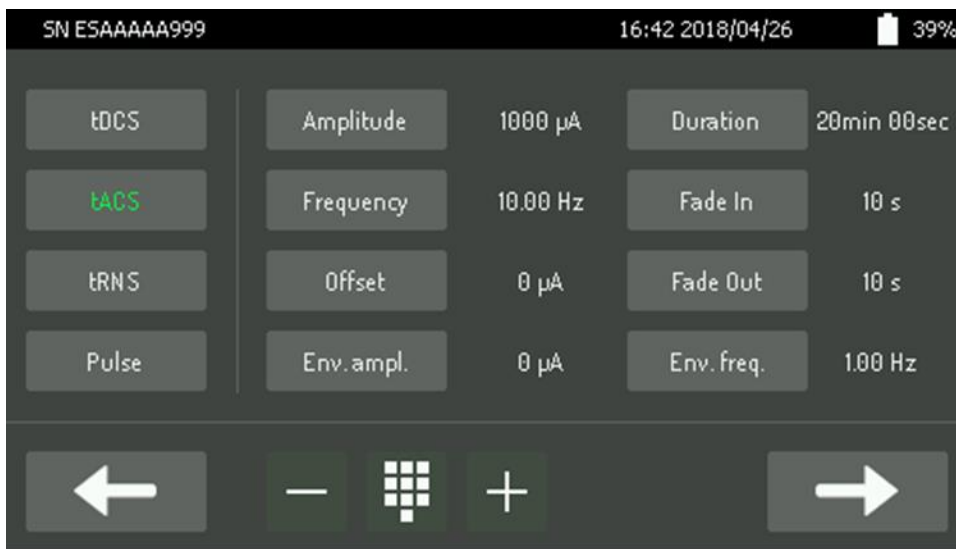 SN ESAAAAA999 16:42 2018/04/26 39%
tDCS Amplitude 1000 µA Duration 20min 00sec
tACS Frequency 10.00 Hz Fade In 10 s
tRNS Offset 0 µA Fade Out 10 s
Pulse Env. ampl. 0 µA Env. freq. 1.00 Hz